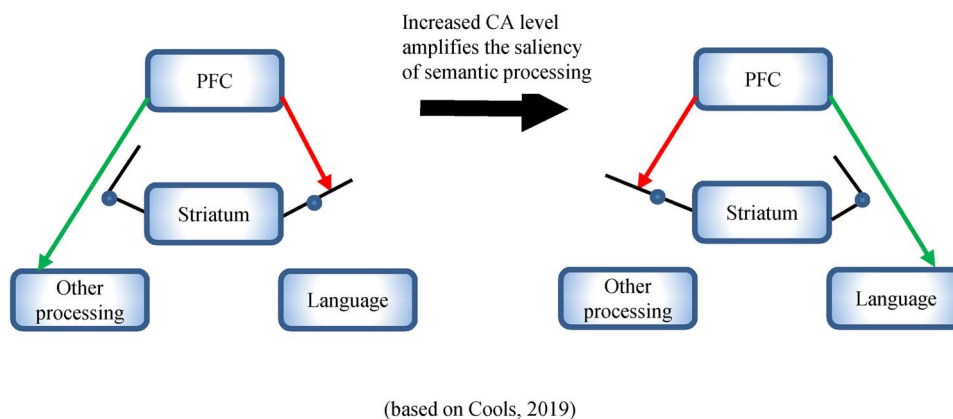 Increased CA level
amplifies the saliency
of semantic processing
PFC
PFC
Striatum
Striatum
Other
processing
Language
Other
processing
Language
(based on Cools, 2019)